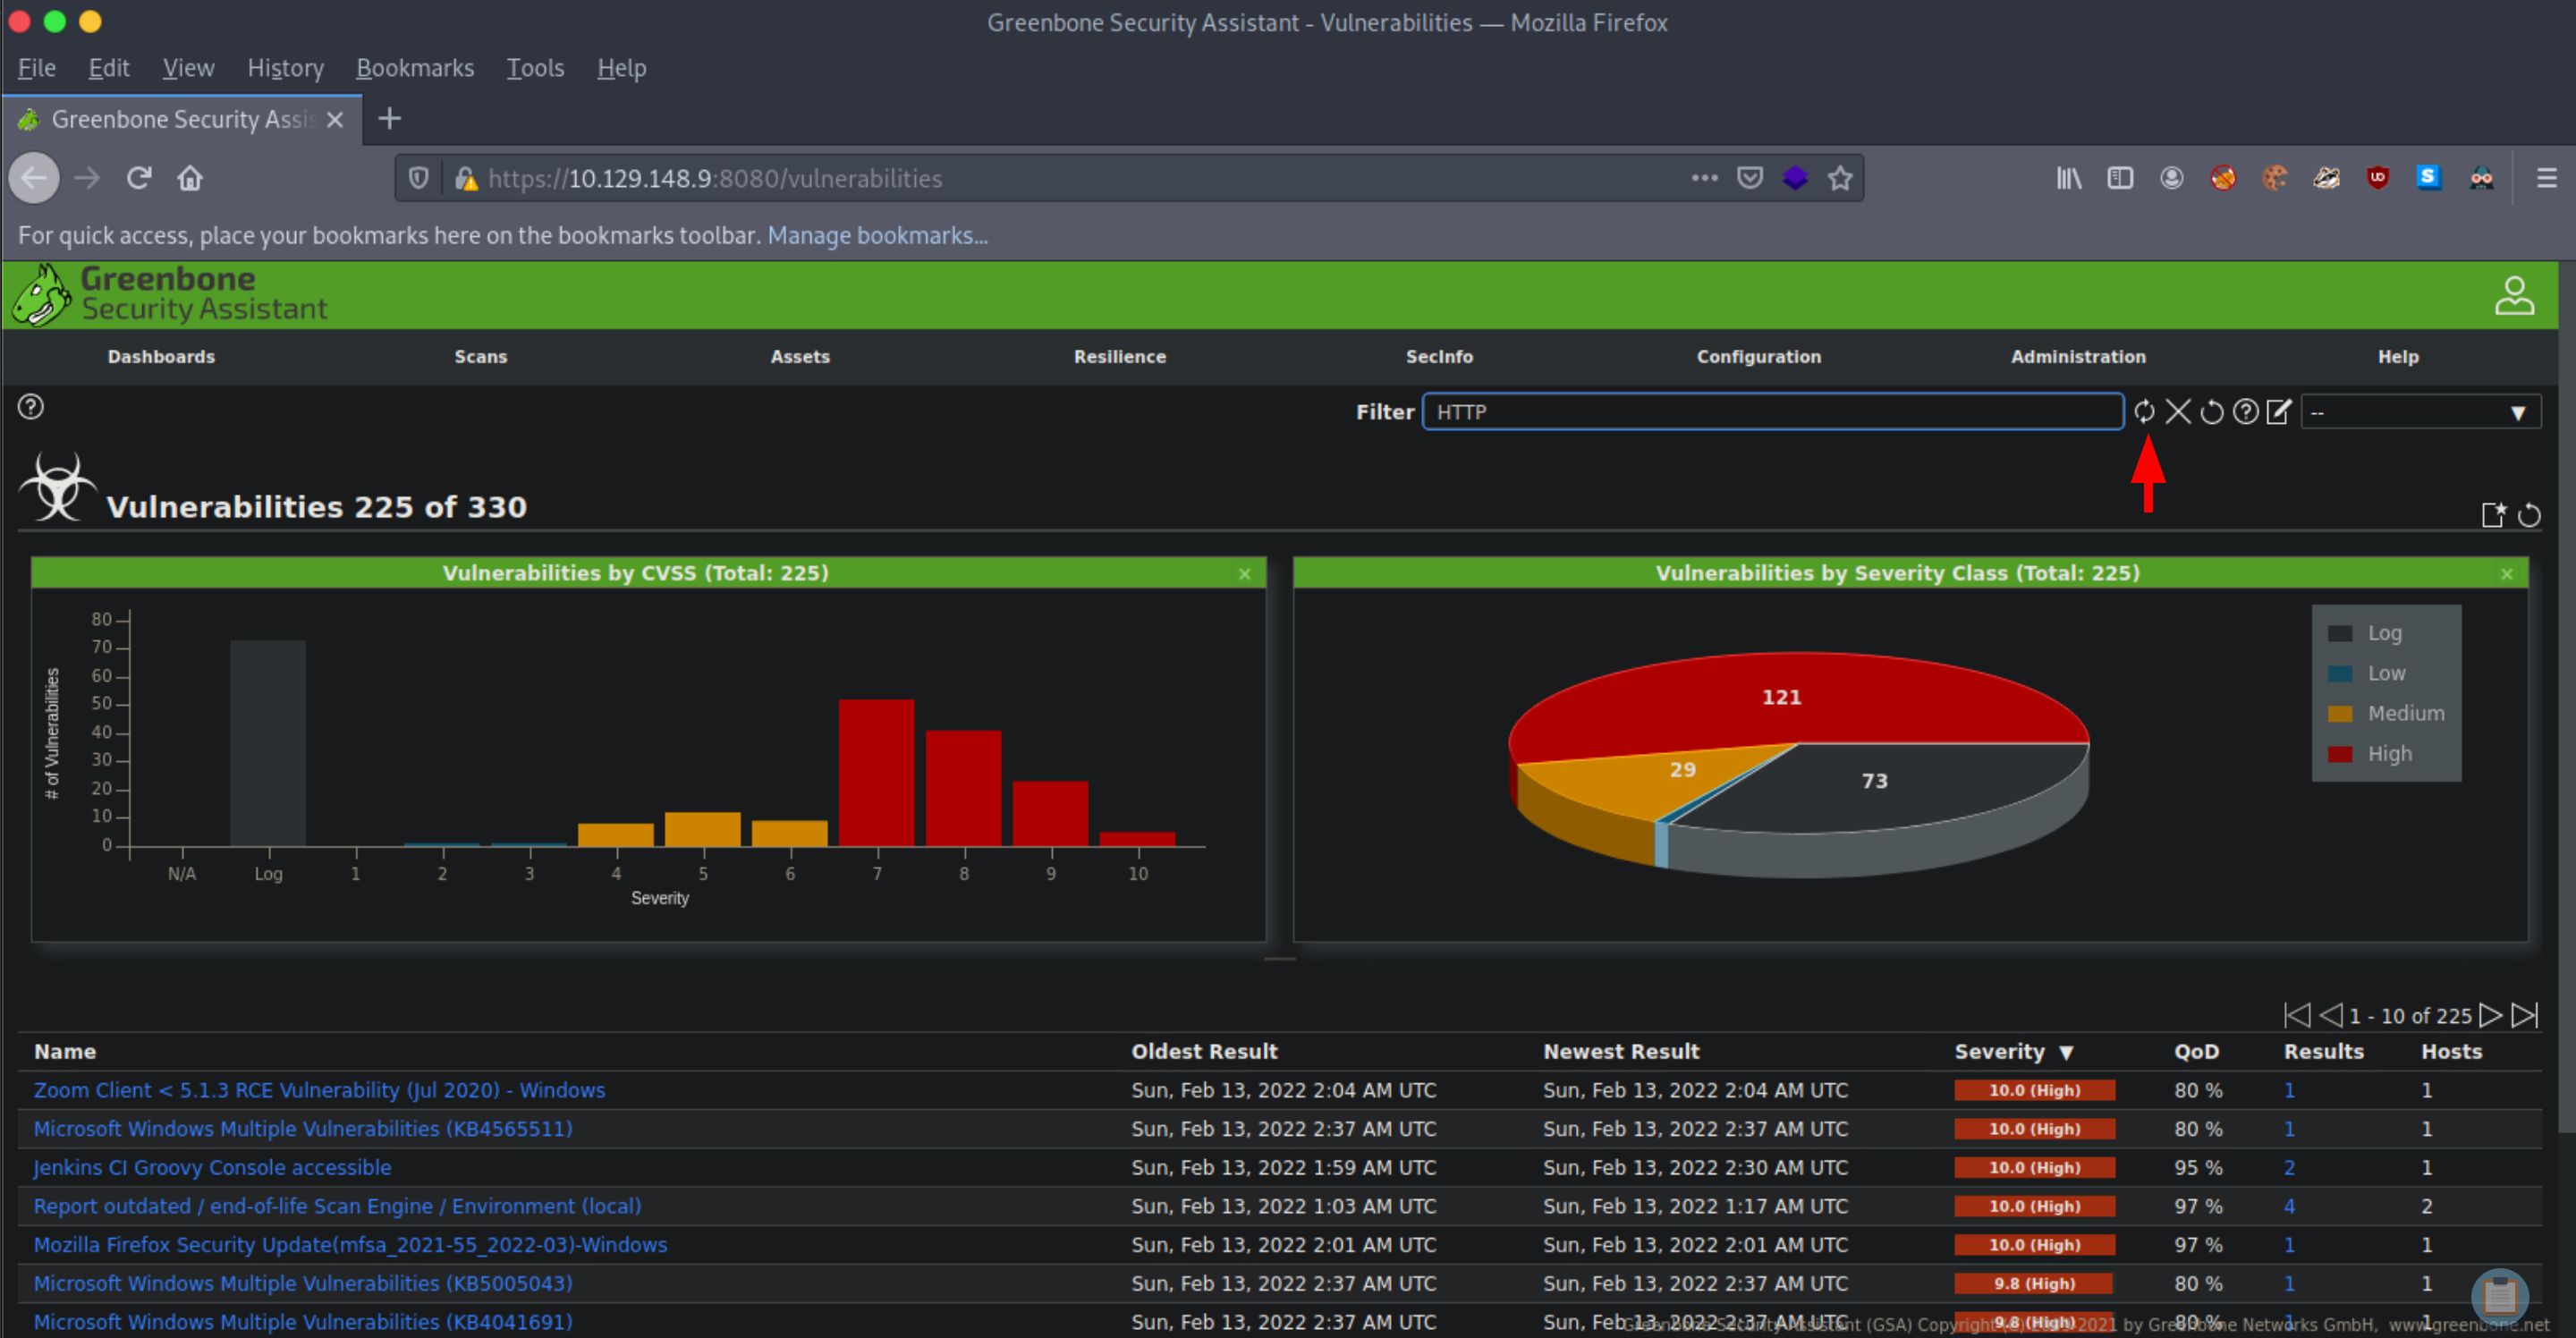 Greenbone Security Assistant - Vulnerabilities — Mozilla Firefox
File Edit View History Bookmarks Tools Help
Greenbone Security Assis
https://10.129.148.9:8080/vulnerabilities
For quick access, place your bookmarks here on the bookmarks toolbar. Manage bookmarks...
Greenbone
Security Assistant
Dashboards Scans Assets Resilience SecInfo Configuration Administration Help
Filter HTTP --
Vulnerabilities 225 of 330
Vulnerabilities by CVSS (Total: 225)
80
70
60
50
40
30
20
10
0
# of Vulnerabilities
N/A Log 1 2 3 4 5 6 7 8 9 10
Severity
Vulnerabilities by Severity Class (Total: 225)
121
29
73
Log
Low
Medium
High
1 - 10 of 225
Name Oldest Result Newest Result Severity ▼ QoD Results Hosts
Zoom Client < 5.1.3 RCE Vulnerability (Jul 2020) - Windows Sun, Feb 13, 2022 2:04 AM UTC Sun, Feb 13, 2022 2:04 AM UTC 10.0 (High) 80 % 1 1
Microsoft Windows Multiple Vulnerabilities (KB4565511) Sun, Feb 13, 2022 2:37 AM UTC Sun, Feb 13, 2022 2:37 AM UTC 10.0 (High) 80 % 1 1
Jenkins CI Groovy Console accessible Sun, Feb 13, 2022 1:59 AM UTC Sun, Feb 13, 2022 2:30 AM UTC 10.0 (High) 95 % 2 1
Report outdated / end-of-life Scan Engine / Environment (local) Sun, Feb 13, 2022 1:03 AM UTC Sun, Feb 13, 2022 1:17 AM UTC 10.0 (High) 97 % 4 2
Mozilla Firefox Security Update(mfsa_2021-55_2022-03)-Windows Sun, Feb 13, 2022 2:01 AM UTC Sun, Feb 13, 2022 2:01 AM UTC 10.0 (High) 97 % 1 1
Microsoft Windows Multiple Vulnerabilities (KB5005043) Sun, Feb 13, 2022 2:37 AM UTC Sun, Feb 13, 2022 2:37 AM UTC 9.8 (High) 80 % 1 1
Microsoft Windows Multiple Vulnerabilities (KB4041691) Sun, Feb 13, 2022 2:37 AM UTC Sun, Feb 13, 2022 2:37 AM UTC 9.8 (High) 80 % 1 1
Greenbone Security Assistant (GSA) Copyright 2021 by Greenbone Networks GmbH, www.greenbone.net